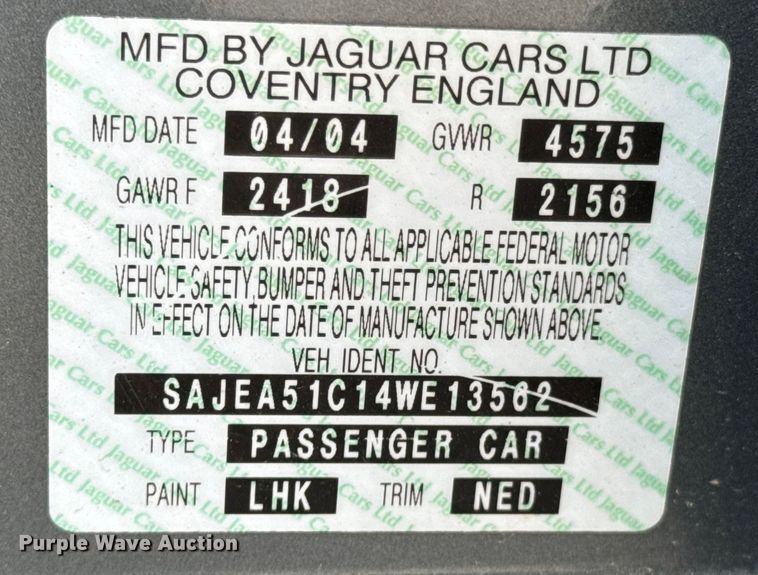 MFD BY JAGUAR CARS LTD
COVENTRY ENGLAND
MFD DATE 04/04 GVWR 4575
GAWR F 2418 R 2156
THIS VEHICLE CONFORMS TO ALL APPLICABLE FEDERAL MOTOR
VEHICLE SAFETY BUMPER AND THEFT PREVENTION STANDARDS
IN EFFECT ON THE DATE OF MANUFACTURE SHOWN ABOVE.
VEH IDENT NO.
SAJEA51C14WE13562
TYPE PASSENGER CAR
PAINT LHK TRIM NED
Purple Wave Auction